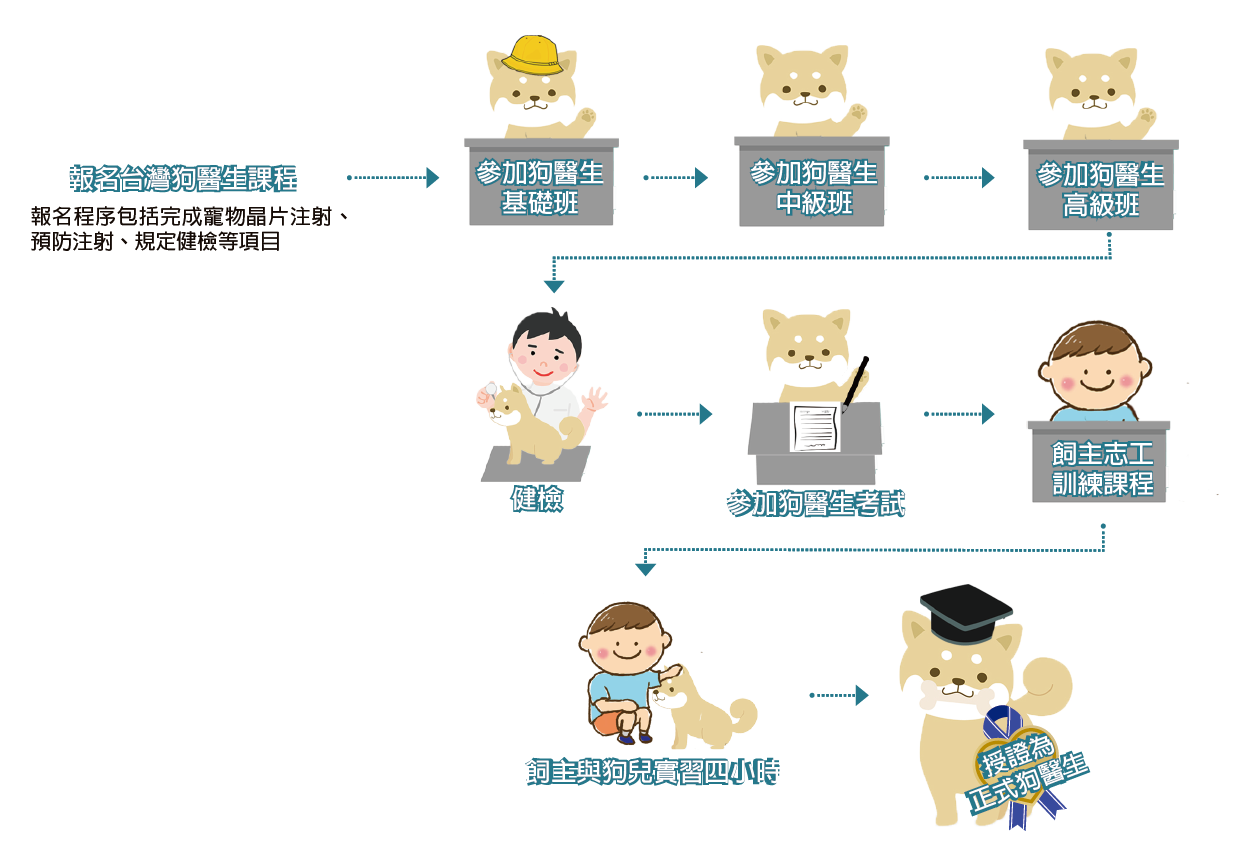 報名台灣狗醫生課程
報名程序包括完成寵物晶片注射、
預防注射、規定健檢等項目
參加狗醫生
基礎班
參加狗醫生
中級班
參加狗醫生
高級班
健檢
參加狗醫生考試
飼主志工
訓練課程
飼主與狗兒實習四小時
授證為
正式狗醫生